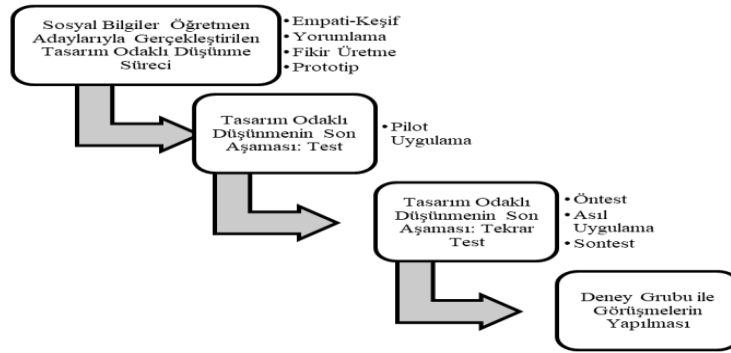 Sosyal Bilgiler Öğretmen
Adaylarıyla Gerçekleştirilen
Tasarım Odaklı Düşünme
Süreci
• Empati-Keşif
• Yorumlama
• Fikir Üretme
• Prototip
Tasarım Odaklı
Düşünmenin Son
Aşaması: Test
• Pilot
Uygulama
Tasarım Odaklı
Düşünmenin Son
Aşaması: Tekrar
Test
• Öntest
• Asıl
Uygulama
• Sontest
Deney Grubu ile
Görüşmelerin
Yapılması